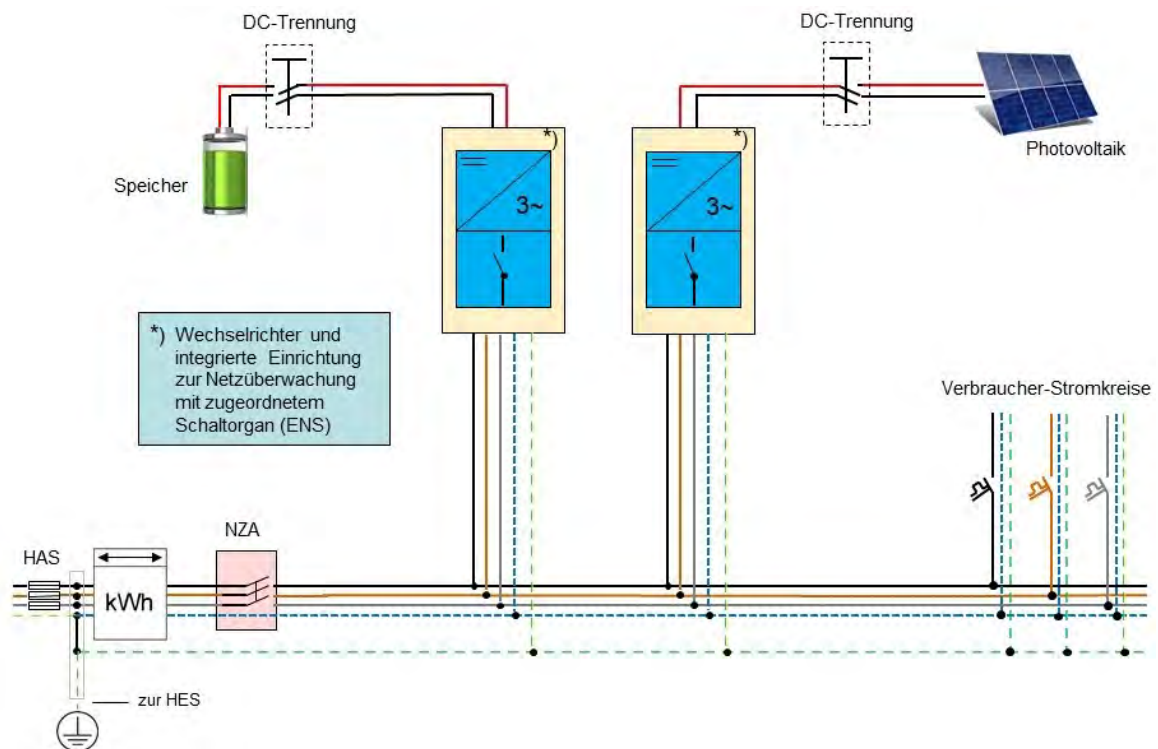 DC-Trennung
DC-Trennung
Speicher
Photovoltaik
*)
*)
3~
3~
*) Wechselrichter und
integrierte Einrichtung
zur Netzüberwachung
mit zugeordnetem
Schaltorgan (ENS)
Verbraucher-Stromkreise
HAS
NZA
kWh
zur HES